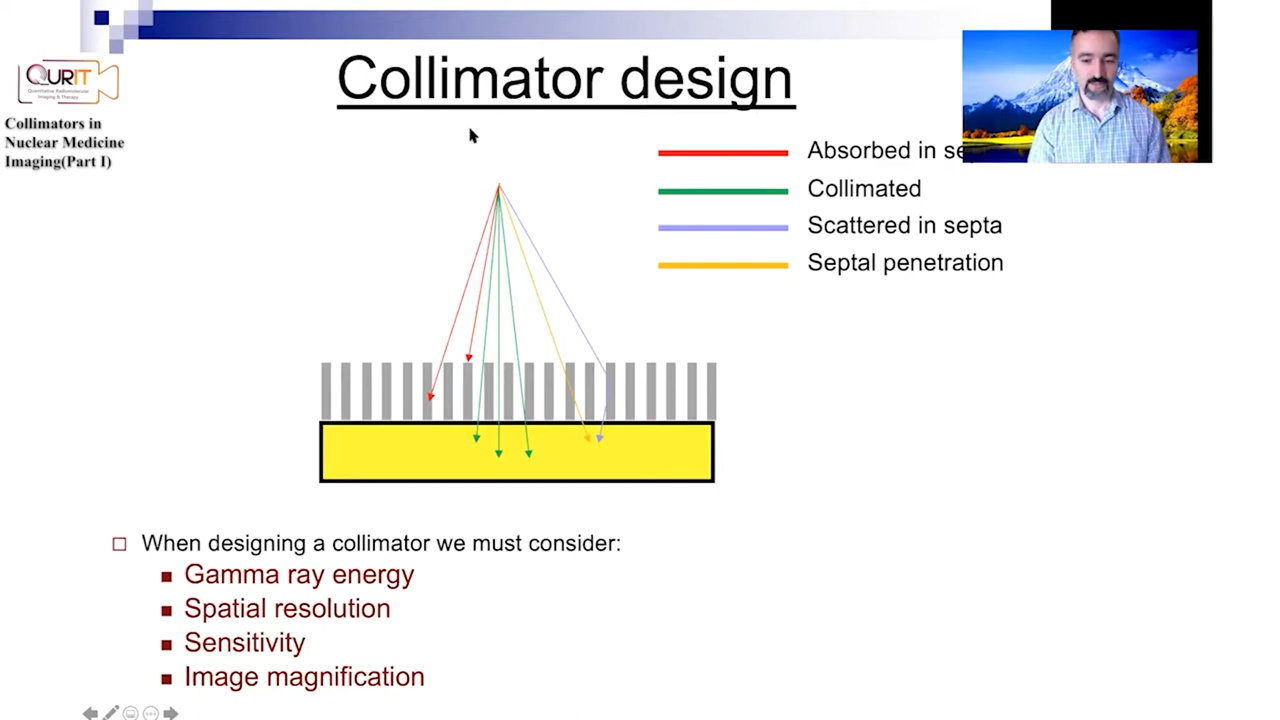 Collimator design
QURIT
Quantitative Radiomolecular
Imaging & Therapy
Collimators in
Nuclear Medicine
Imaging(Part I)
Absorbed in se
Collimated
Scattered in septa
Septal penetration
When designing a collimator we must consider:
Gamma ray energy
Spatial resolution
Sensitivity
Image magnification